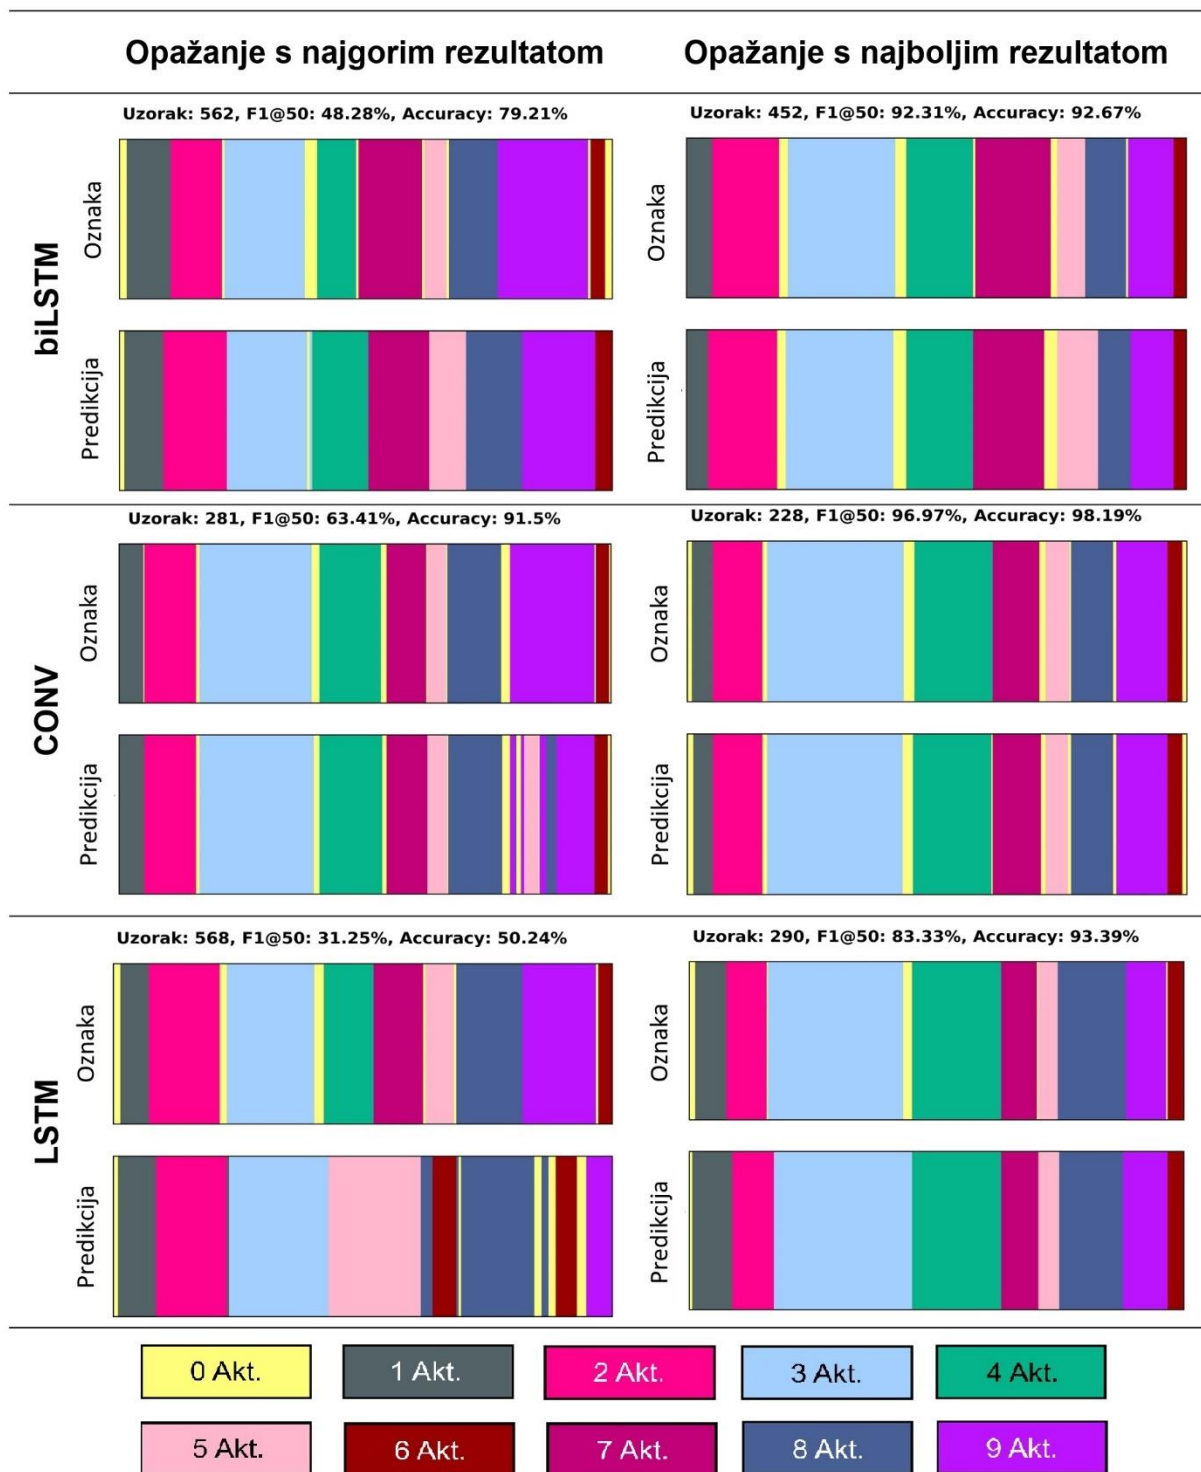 Opažanje s najgorim rezultatom
Opažanje s najboljim rezultatom
biLSTM
Uzorak: 562, F1@50: 48.28%, Accuracy: 79.21%
Oznaka
Predikcija
Uzorak: 452, F1@50: 92.31%, Accuracy: 92.67%
Oznaka
Predikcija
CONV
Uzorak: 281, F1@50: 63.41%, Accuracy: 91.5%
Oznaka
Predikcija
Uzorak: 228, F1@50: 96.97%, Accuracy: 98.19%
Oznaka
Predikcija
LSTM
Uzorak: 568, F1@50: 31.25%, Accuracy: 50.24%
Oznaka
Predikcija
Uzorak: 290, F1@50: 83.33%, Accuracy: 93.39%
Oznaka
Predikcija
0 Akt.
1 Akt.
2 Akt.
3 Akt.
4 Akt.
5 Akt.
6 Akt.
7 Akt.
8 Akt.
9 Akt.